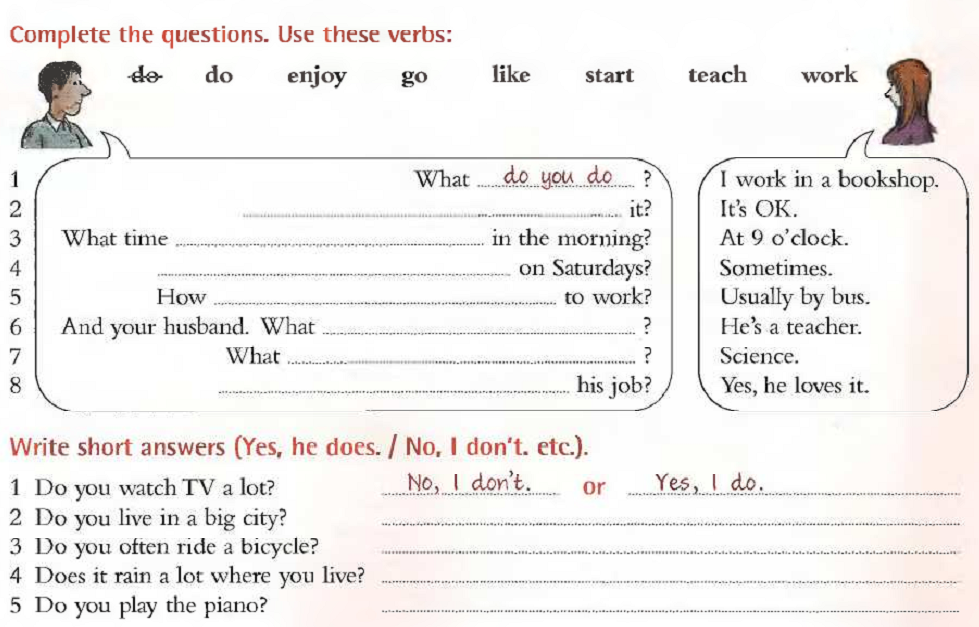 Complete the questions. Use these verbs:
do do enjoy go like start teach work
1 What do you do ? I work in a bookshop.
2 it? It's OK.
3 What time in the morning? At 9 o'clock.
4 on Saturdays? Sometimes.
5 How to work? Usually by bus.
6 And your husband. What ? He's a teacher.
7 What ? Science.
8 his job? Yes, he loves it.
Write short answers (Yes, he does. / No, I don't. etc.).
1 Do you watch TV a lot? No, I don't. or Yes, I do.
2 Do you live in a big city?
3 Do you often ride a bicycle?
4 Does it rain a lot where you live?
5 Do you play the piano?